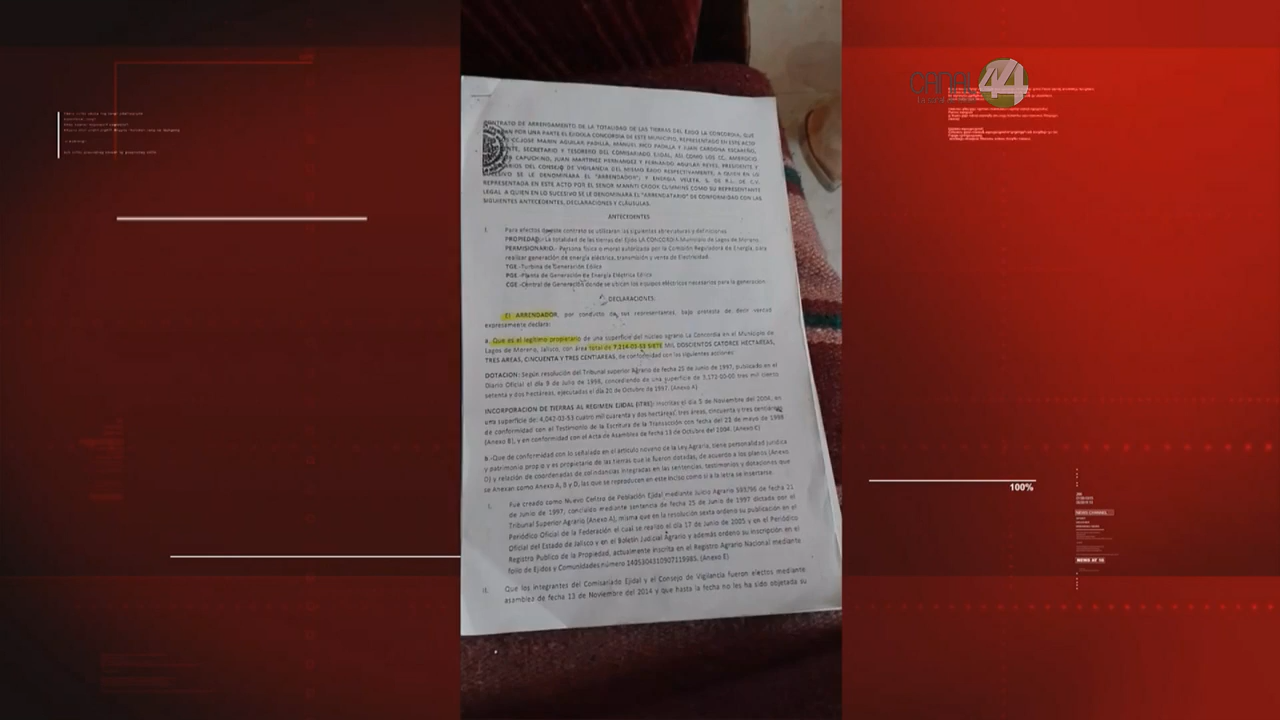 CANAL 44
CONTRATO DE ARRENDAMIENTO DE LA TOTALIDAD DE LAS TIERRAS DEL EJIDO LA CONCORDIA, QUE
POR UNA PARTE EL EJIDO LA CONCORDIA DE ESTE MUNICIPIO, REPRESENTADO EN ESTE ACTO
JOSE MARIN AGUILAR PADILLA, MANUEL RICO PADILLA Y JUAN CARDONA ESCAREÑO,
SECRETARIO Y TESORERO DEL COMISARIADO EJIDAL, ASÍ COMO LOS CC. AMBROCIO
CAPUCHINO, JUAN MARTINEZ HERNANDEZ Y FERNANDO AGUILAR REYES, PRESIDENTE Y
DEL CONSEJO DE VIGILANCIA DEL MISMO EJIDO RESPECTIVAMENTE, A QUIEN EN LO
SUCESIVO SE LE DENOMINARA EL "ARRENDADOR", Y ENERGIA VELETA, S. DE R.L. DE C.V.
REPRESENTADA EN ESTE ACTO POR EL SEÑOR CUMMINS COMO SU REPRESENTANTE
LEGAL A QUIEN EN LO SUCESIVO SE LE DENOMINARA EL "ARRENDATARIO" DE CONFORMIDAD CON LAS
SIGUIENTES ANTECEDENTES, DECLARACIONES Y CLÁUSULAS.
ANTECEDENTES
I. Para efectos de este contrato se utilizaran las siguientes abreviaturas y definiciones
PROPIEDAD.- La totalidad de las tierras del Ejido LA CONCORDIA Municipio de Lagos de Moreno.
PERMISIONARIO.- Persona física o moral autorizada por la Comisión Reguladora de Energía, para
realizar generación de energía eléctrica, transmisión y venta de Electricidad.
TGE -Turbina de Generación Eólica
PGE -Planta de Generación de Energía Eléctrica Eólica
CGE -Central de Generación donde se ubican los equipos eléctricos necesarios para la generación.
DECLARACIONES:
El ARRENDADOR, por conducto de sus representantes, bajo protesta de decir verdad
expresamente declara:
a. Que es el legítimo propietario de una superficie del núcleo agrario La Concordia en el Municipio de
Lagos de Moreno, Jalisco, con área total de 7,214-03-53 SIETE MIL DOSCIENTOS CATORCE HECTÁREAS,
TRES AREAS, CINCUENTA Y TRES CENTIAREAS, de conformidad con las siguientes acciones:
DOTACIÓN: Según resolución del Tribunal superior Agrario de fecha 25 de Junio de 1997, publicado en el
Diario Oficial el día 9 de Julio de 1998, concediendo de una superficie de 3,172-00-00 tres mil ciento
setenta y dos hectáreas, ejecutadas el día 20 de Octubre de 1997. (Anexo A)
INCORPORACION DE TIERRAS AL REGIMEN EJIDAL (ITRE): Inscritas el día 5 de Noviembre del 2004, en
una superficie de: 4,042-03-53 cuatro mil cuarenta y dos hectáreas, tres áreas, cincuenta y tres centiáreas
de conformidad con el Testimonio de la Escritura de la Transacción con fecha del 23 de mayo de 1998
(Anexo B), y en conformidad con el Acta de Asamblea de fecha 13 de Octubre del 2004. (Anexo C)
b.-Que de conformidad con lo señalado en el artículo noveno de la Ley Agraria, tiene personalidad jurídica
y patrimonio propio y es propietario de las tierras que le fueron dotadas, de acuerdo a los planos (Anexo
D) y relación de coordenadas de colindancias integradas en las sentencias, testimonios y dotaciones que
se Anexan como Anexo A, B y D, las que se reproducen en este inciso como si a la letra se insertarse.
I. Fue creado como Nuevo Centro de Población Ejidal mediante Juicio Agrario de fecha 21
de Junio de 1997, concluido mediante sentencia de fecha 25 de Junio de 1997 dictada por el
Tribunal Superior Agrario (Anexo A), misma que en la resolución sexta ordeno su publicación en el
Periódico Oficial de la Federación el cual se realizo el día 17 de Junio de 2005 y en el Periódico
Oficial del Estado de Jalisco y en el Boletín Judicial Agrario y además ordeno su inscripción en el
Registro Publico de la Propiedad, actualmente inscrita en el Registro Agrario Nacional mediante
folio de Ejidos y Comunidades número 1405304310907119985. (Anexo E)
II. Que los integrantes del Comisariado Ejidal y el Consejo de Vigilancia fueron electos mediante
asamblea de fecha 13 de Noviembre del 2014 y que hasta la fecha no les ha sido objetada su
100%
NEWS CHANNEL
NEWS AT 10